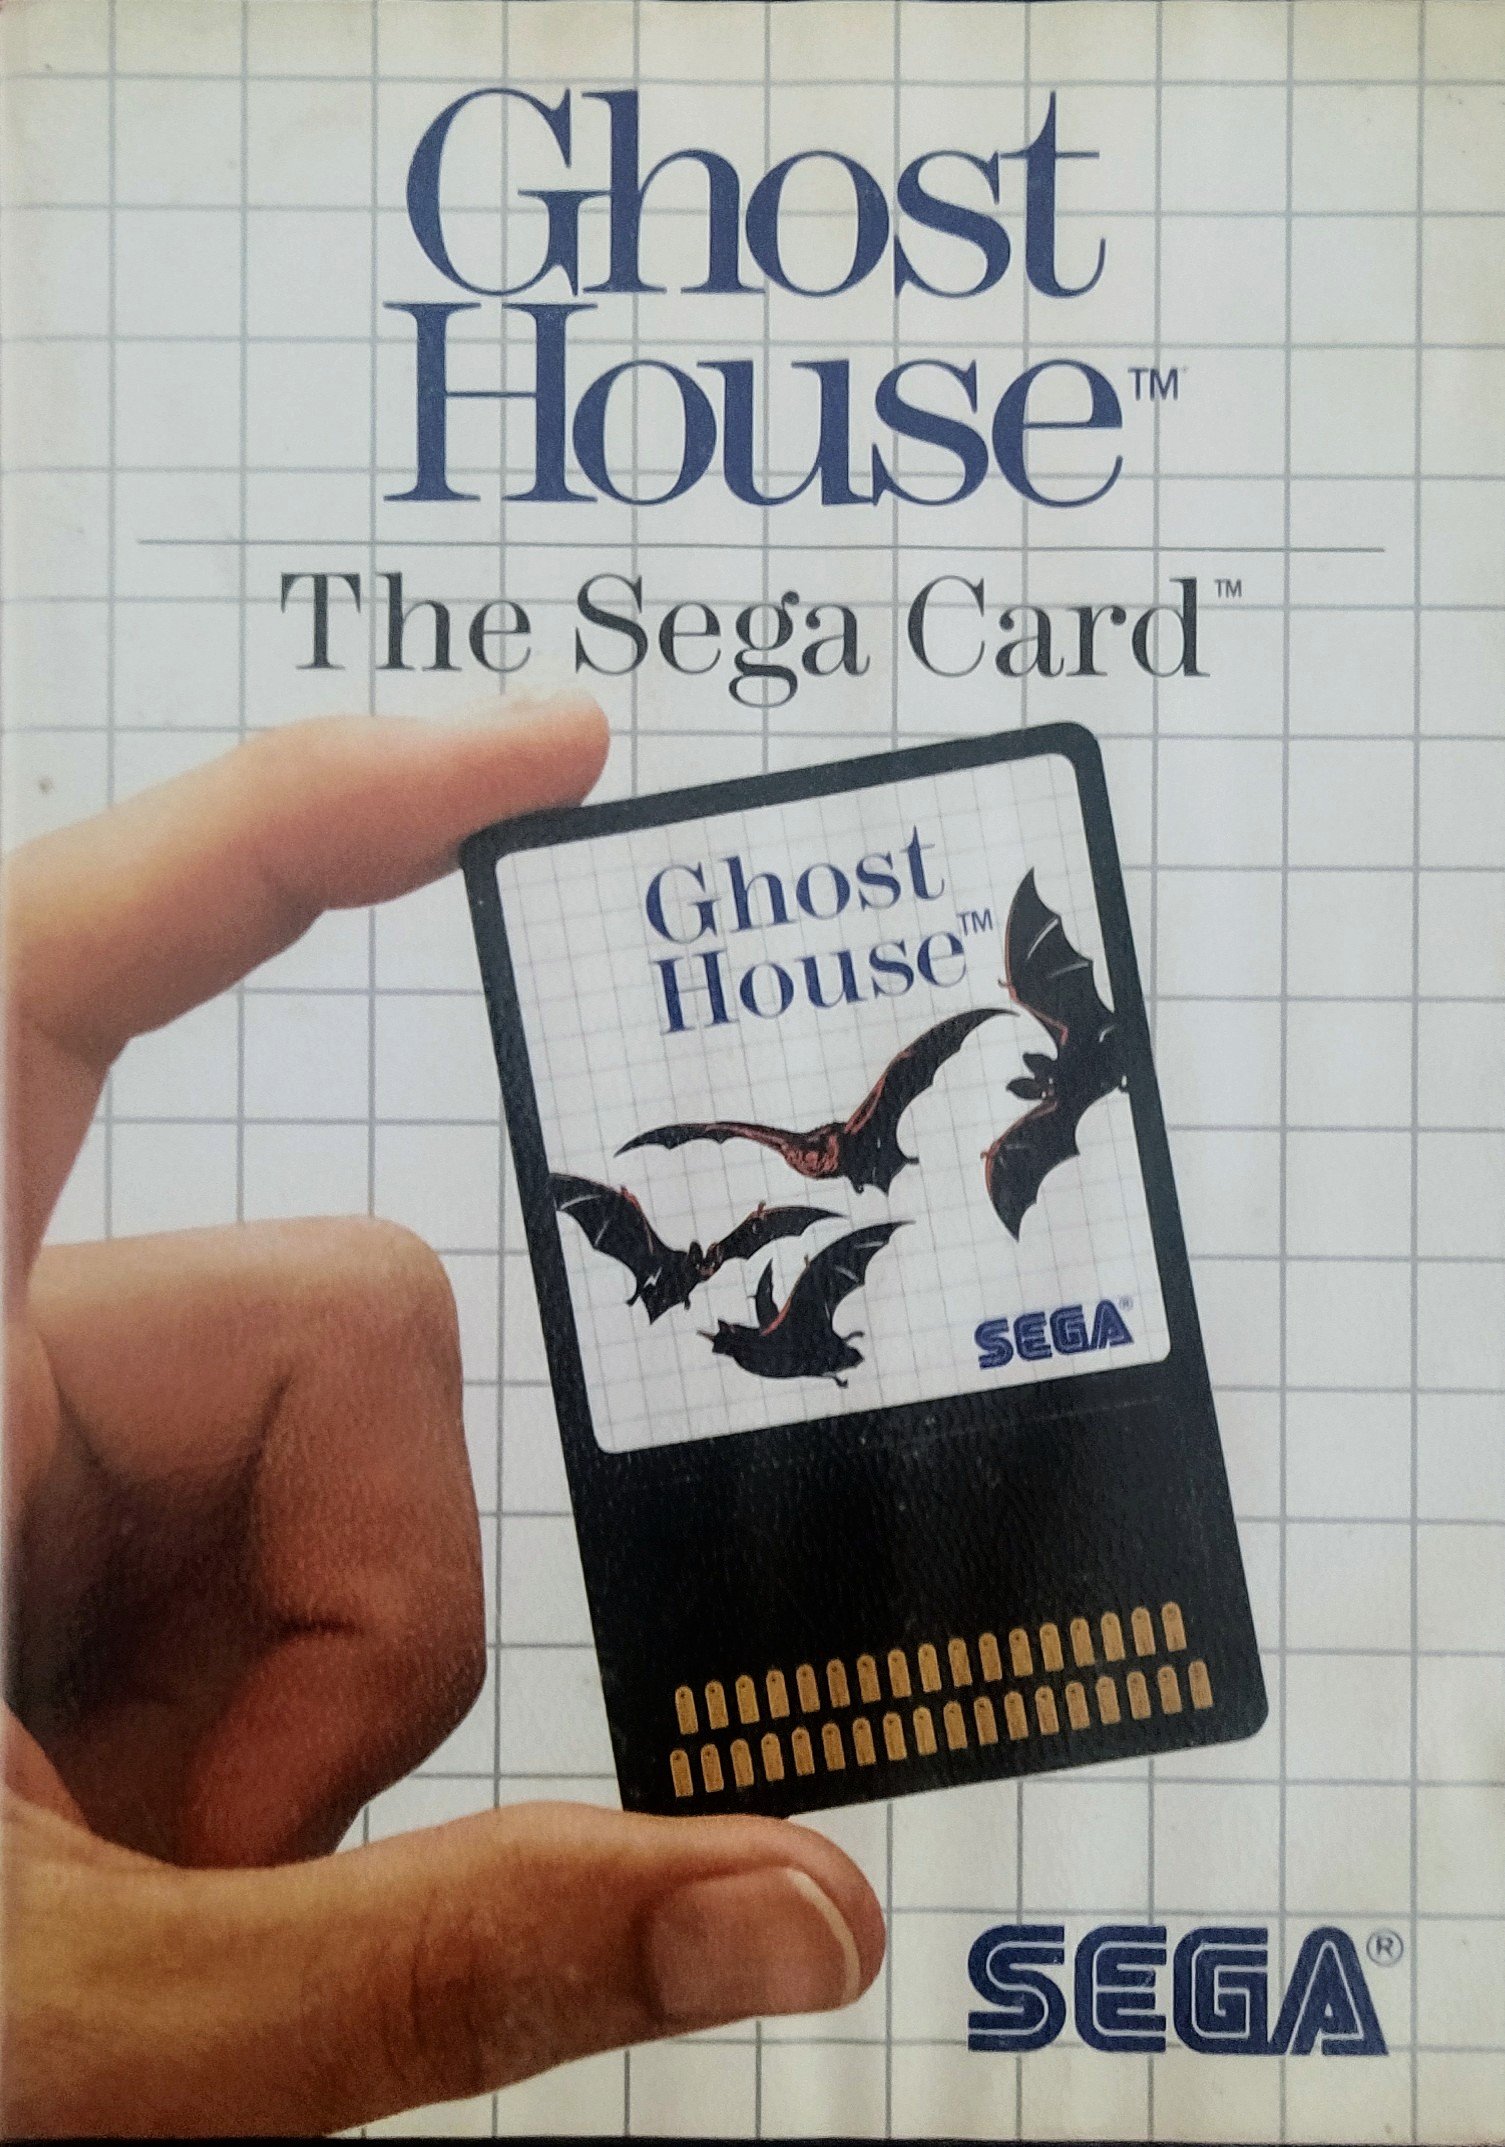 Ghost
House™
The Sega Card™
Ghost
House™
SEGA®
SEGA®